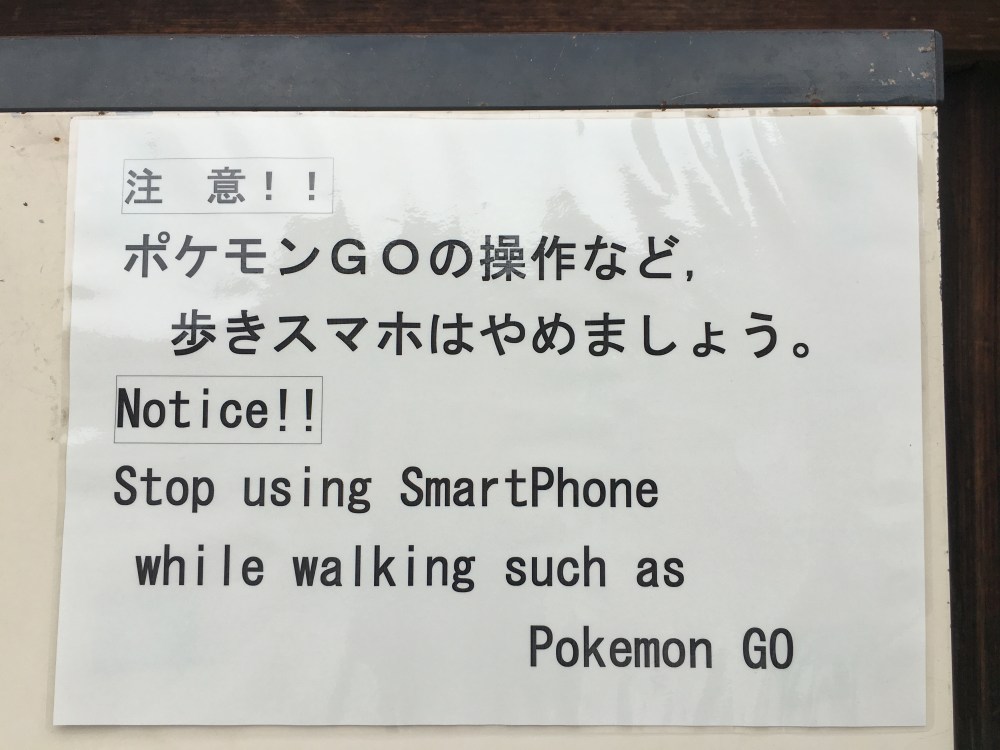 注　意！！
ポケモンＧＯの操作など,
歩きスマホはやめましょう。
Notice!!
Stop using SmartPhone
while walking such as
Pokemon GO